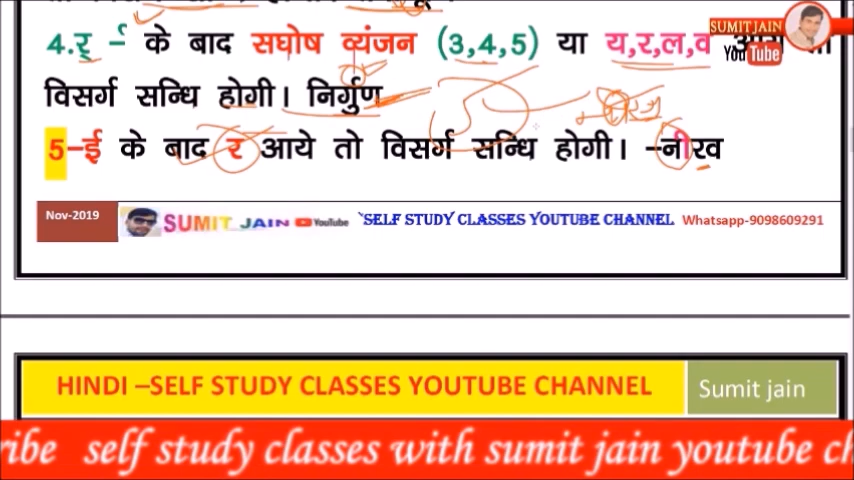 SUMIT JAIN
YouTube
4.र् - के बाद सघोष व्यंजन (3,4,5) या य,र,ल,व
विसर्ग सन्धि होगी। निर्गुण
5-ई के बाद र आये तो विसर्ग सन्धि होगी। -नीरव
Nov-2019 SUMIT JAIN YouTube SELF STUDY CLASSES YOUTUBE CHANNEL Whatsapp-9098609291
HINDI –SELF STUDY CLASSES YOUTUBE CHANNEL Sumit jain
ribe self study classes with sumit jain youtube ch